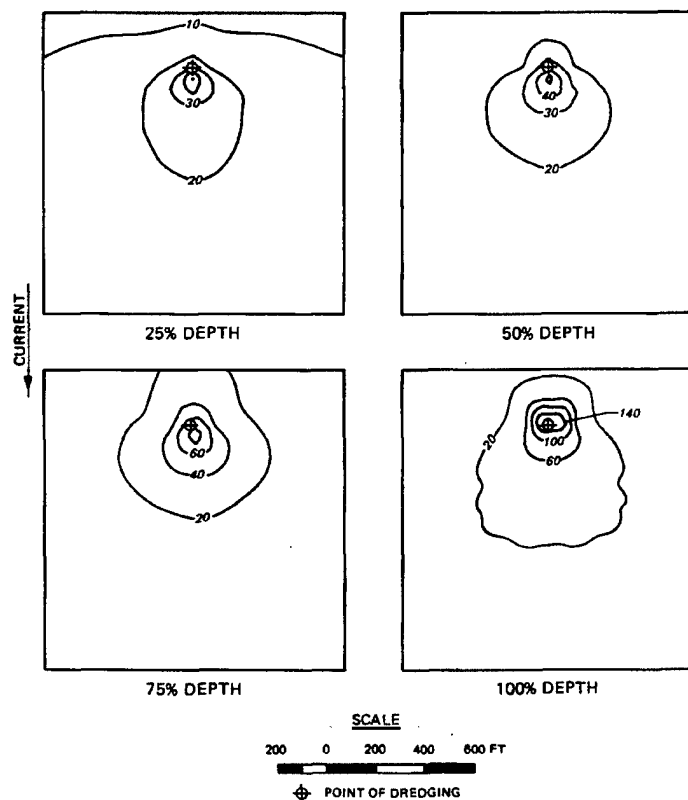 10
30
20
25% DEPTH
40
30
20
50% DEPTH
CURRENT
60
40
20
75% DEPTH
20
140
100
60
100% DEPTH
SCALE
200 0 200 400 600 FT
POINT OF DREDGING